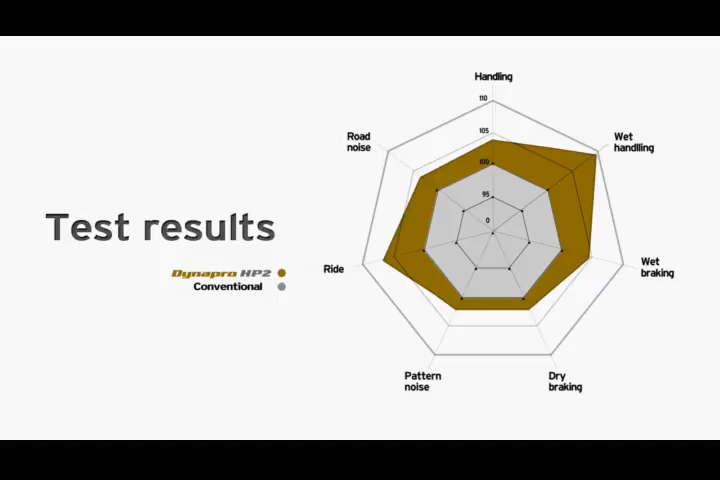 Handling
110
Road
noise
Wet
handlling
105
100
95
0
Test results
Ride
Wet
braking
Dynapro HP2
Conventional
Pattern
noise
Dry
braking